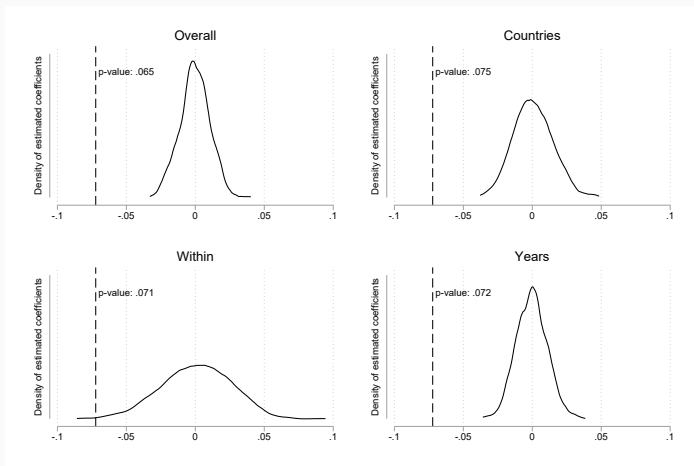 Overall
Density of estimated coefficients
p-value: .065
-.1 -.05 0 .05 .1
Countries
Density of estimated coefficients
p-value: .075
-.1 -.05 0 .05 .1
Within
Density of estimated coefficients
p-value: .071
-.1 -.05 0 .05 .1
Years
Density of estimated coefficients
p-value: .072
-.1 -.05 0 .05 .1